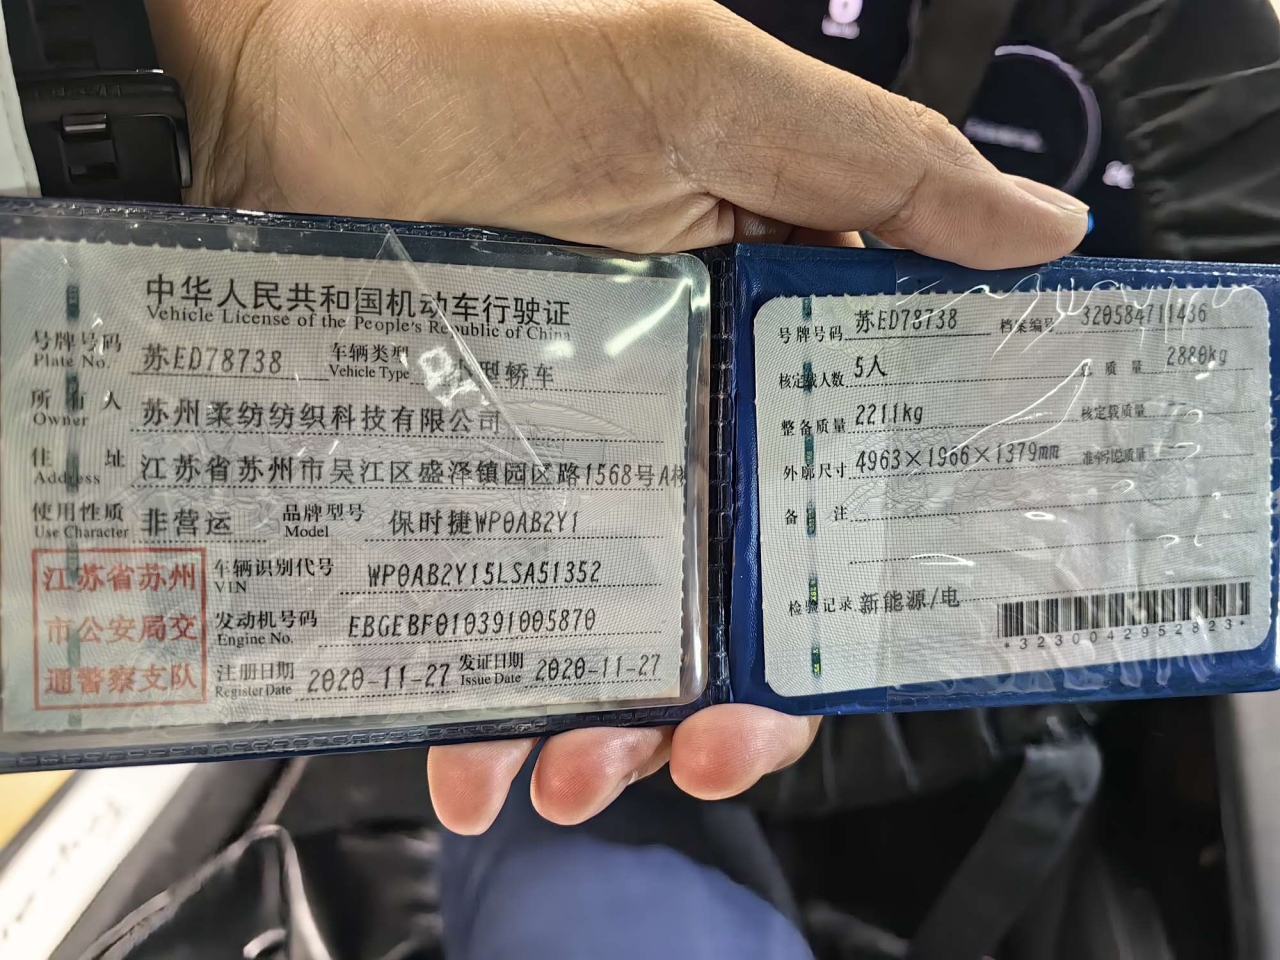 中华人民共和国机动车行驶证
Vehicle License of the People's Republic of China
号牌号码 苏ED78738 车辆类型 小型轿车
Plate No. Vehicle Type
所有人 苏州柔纺纺织科技有限公司
Owner
住址 江苏省苏州市吴江区盛泽镇园区路1568号A栋
Address
使用性质 非营运 品牌型号 保时捷WP0AB2Y1
Use Character Model
江苏省苏州
市公安局交
通警察支队
车辆识别代号 WP0AB2Y15LSA51352
VIN
发动机号码 EBGEBF010391005870
Engine No.
注册日期 2020-11-27 发证日期 2020-11-27
Register Date Issue Date
号牌号码 苏ED78738 档案编号 320584711436
核定载人数 5人 总质量 2880kg
整备质量 2211kg 核定载质量
外廓尺寸 4963×1966×1379mm 准牵引总质量
备注
检验记录 新能源/电
*3230042952823*